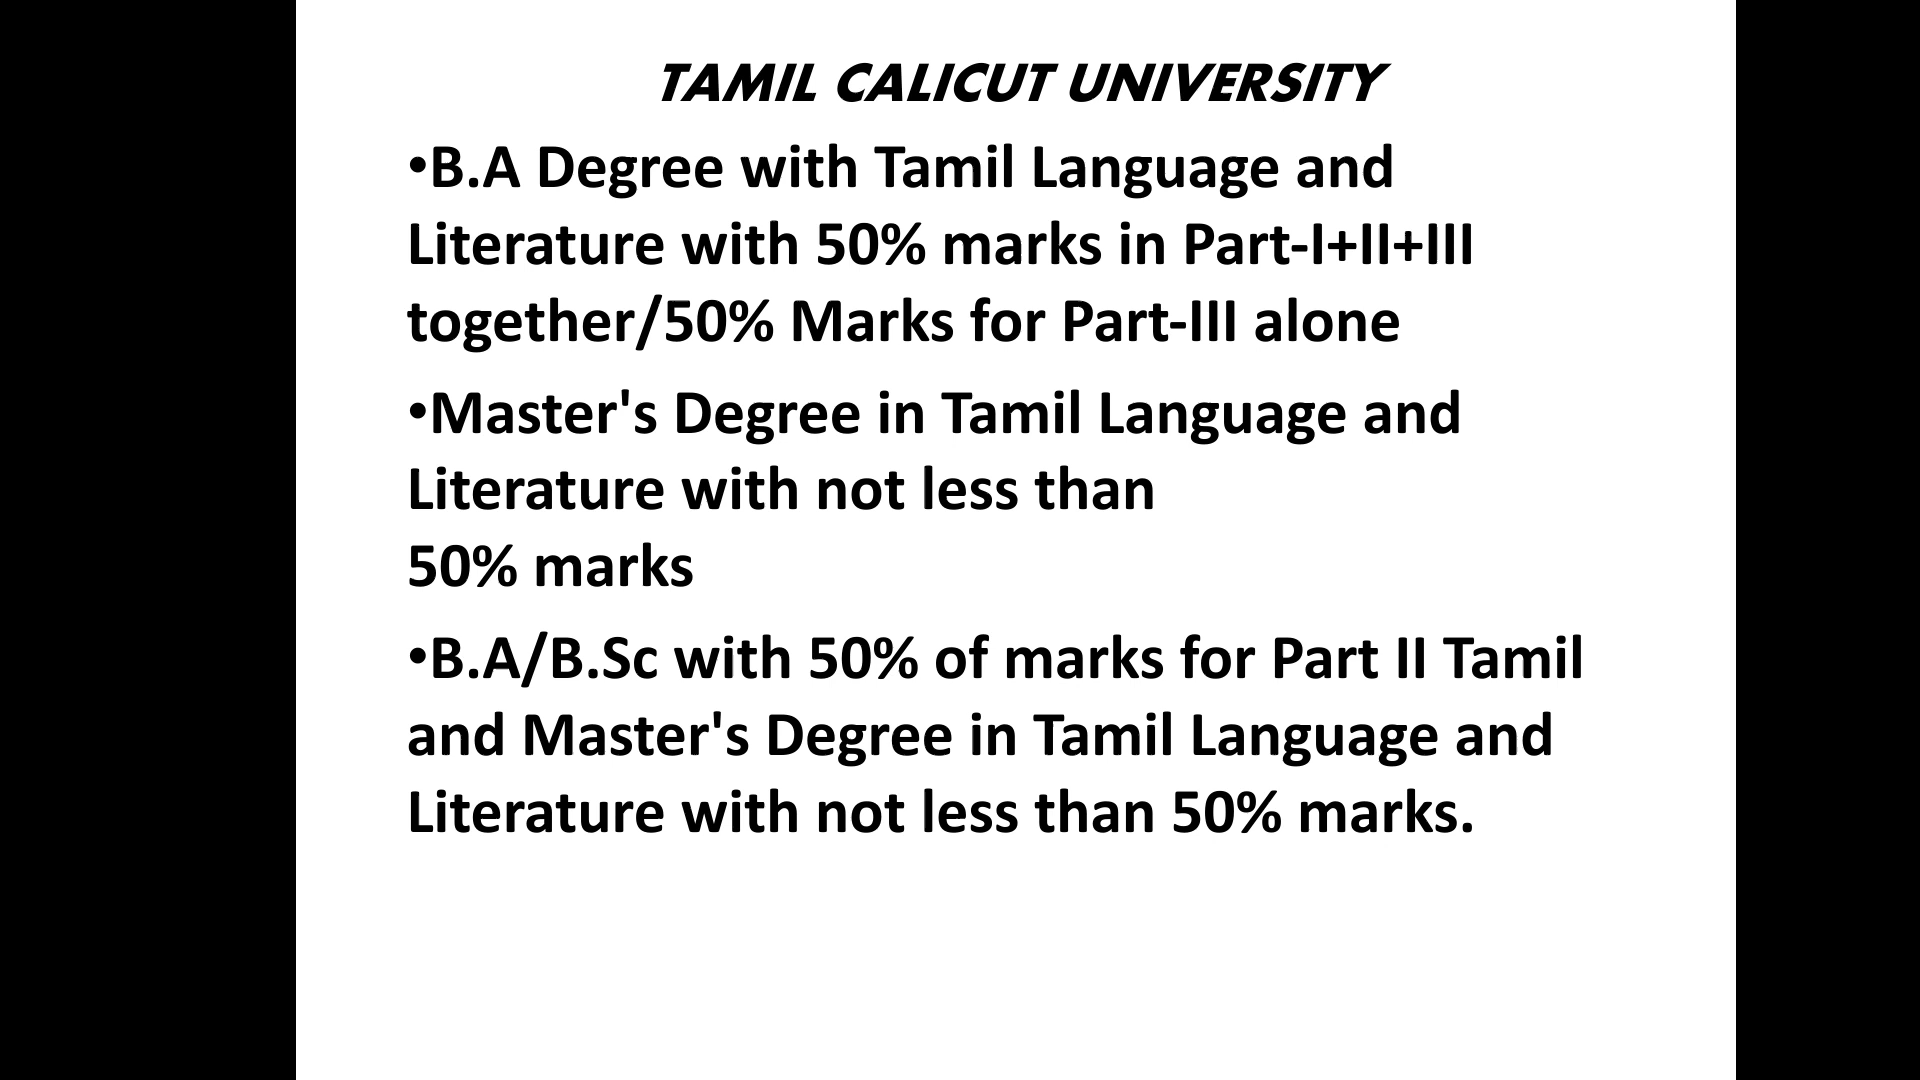 TAMIL CALICUT UNIVERSITY
•B.A Degree with Tamil Language and
Literature with 50% marks in Part-I+II+III
together/50% Marks for Part-III alone
•Master's Degree in Tamil Language and
Literature with not less than
50% marks
•B.A/B.Sc with 50% of marks for Part II Tamil
and Master's Degree in Tamil Language and
Literature with not less than 50% marks.